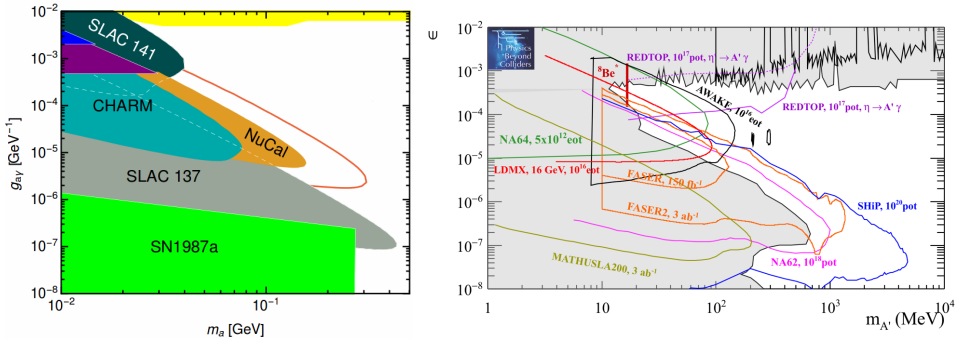 10⁻²
10⁻³
10⁻⁴
10⁻⁵
10⁻⁶
10⁻⁷
10⁻⁸
g_aγ [GeV⁻¹]
SLAC 141
CHARM
NuCal
SLAC 137
SN1987a
10⁻²
10⁻¹
m_a [GeV]
ε
10⁻²
10⁻³
10⁻⁴
10⁻⁵
10⁻⁶
10⁻⁷
10⁻⁸
Physics
Beyond
Colliders
REDTOP, 10¹⁷pot, η → A' γ
⁸Be*
AWAKE, 10¹⁶eot
REDTOP, 10¹⁷pot, η → A' γ
NA64, 5x10¹²eot
LDMX, 16 GeV, 10¹⁶eot
FASER, 150 fb⁻¹
SHiP, 10²⁰pot
FASER2, 3 ab⁻¹
MATHUSLA200, 3 ab⁻¹
NA62, 10¹⁸pot
1
10
10²
10³
10⁴
m_A' (MeV)